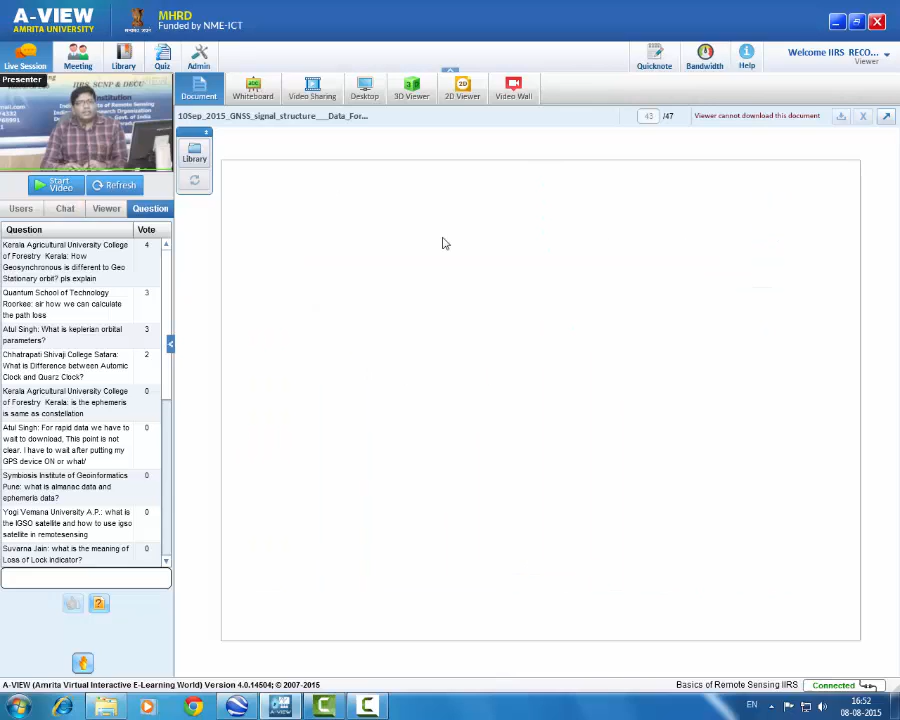 A-VIEW
AMRITA UNIVERSITY
MHRD
Funded by NME-ICT
Live Session
Meeting
Library
Quiz
Admin
Quicknote
Bandwidth
Help
Welcome IIRS RECO...
Viewer
Presenter
IIRS, SUNP & DECU
Document
Whiteboard
Video Sharing
Desktop
3D Viewer
2D Viewer
Video Wall
10Sep_2015_GNSS_signal_structure___Data_For...
43 /47
Viewer cannot download this document
Library
Start Video
Refresh
Users
Chat
Viewer
Question
Question Vote
Kerala Agricultural University College 4
of Forestry Kerala: How
Geosynchronous is different to Geo
Stationary orbit? pls explain
Quantum School of Technology 3
Roorkee: sir how we can calculate
the path loss
Atul Singh: What is keplerian orbital 3
parameters?
Chhatrapati Shivaji College Satara: 2
What is Difference between Automic
Clock and Quarz Clock?
Kerala Agricultural University College 0
of Forestry Kerala: is the ephemeris
is same as constellation
Atul Singh: For rapid data we have to 0
wait to download, This point is not
clear. I have to wait after putting my
GPS device ON or what/
Symbiosis Institute of Geoinformatics 0
Pune: what is almanac data and
ephemeris data?
Yogi Vemana University A.P.: what is 0
the IGSO satellite and how to use igso
satellite in remotesensing
Suvarna Jain: what is the meaning of 0
Loss of Lock indicator?
A-VIEW (Amrita Virtual Interactive E-Learning World) Version 4.0.14504; © 2007-2015
Basics of Remote Sensing IIRS
Connected
EN
16:52
08-08-2015